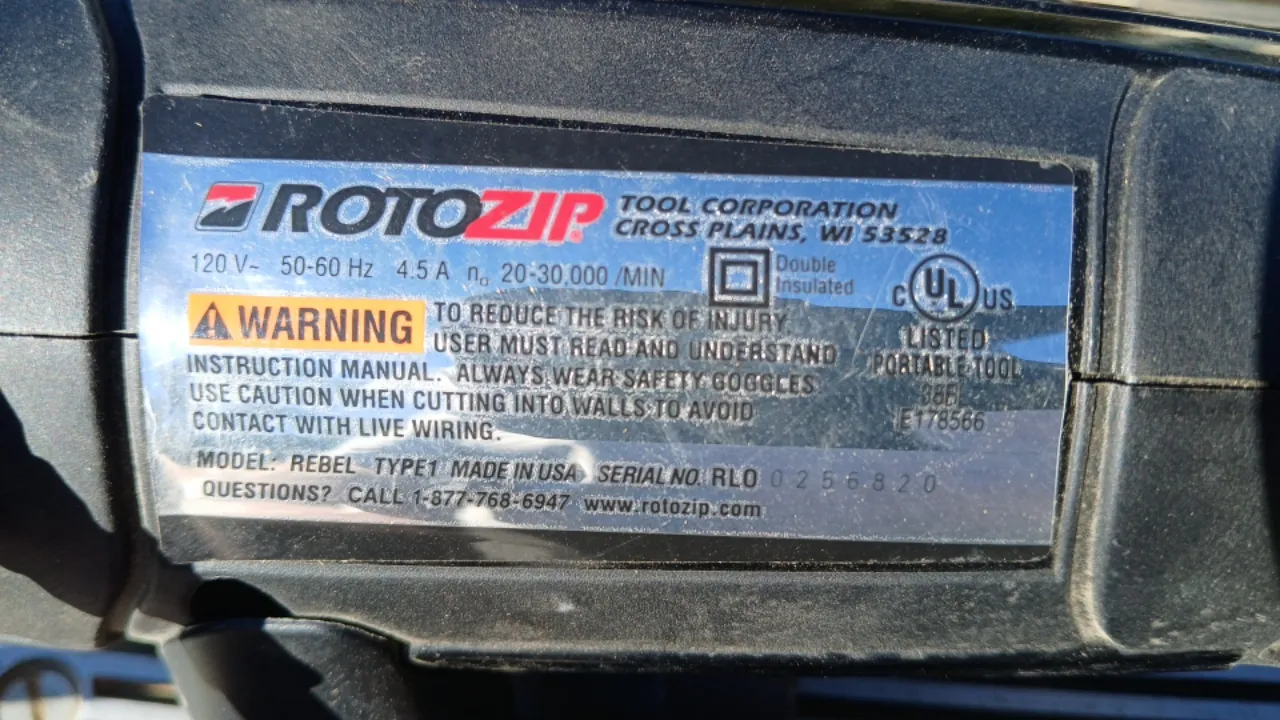 ROTOZIP® TOOL CORPORATION
CROSS PLAINS, WI 53528
120 V~ 50-60 Hz 4.5 A n₀ 20-30,000 /MIN
Double
Insulated
C UL US
LISTED
PORTABLE TOOL
E178566
WARNING TO REDUCE THE RISK OF INJURY
USER MUST READ AND UNDERSTAND
INSTRUCTION MANUAL. ALWAYS WEAR SAFETY GOGGLES
USE CAUTION WHEN CUTTING INTO WALLS TO AVOID
CONTACT WITH LIVE WIRING.
MODEL: REBEL TYPE1 MADE IN USA SERIAL NO. RLO 0256820
QUESTIONS? CALL 1-877-768-6947 www.rotozip.com